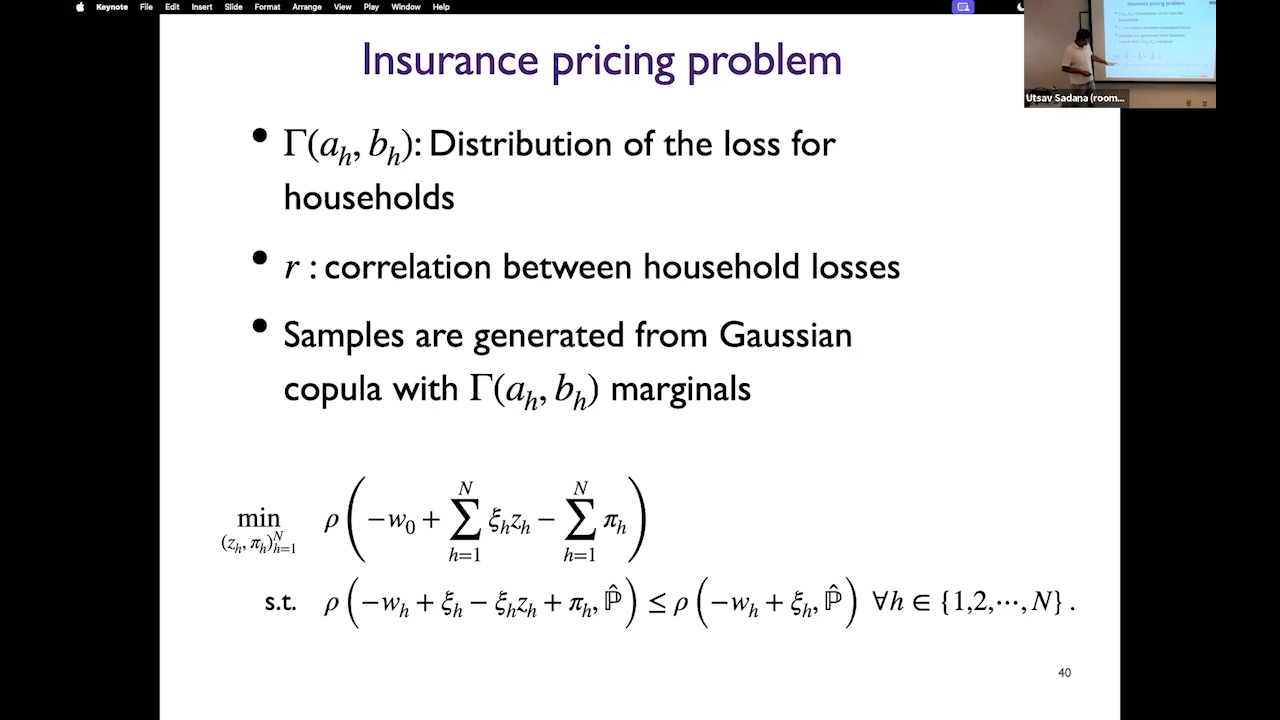 Keynote File Edit Insert Slide Format Arrange View Play Window Help
Insurance pricing problem
Utsav Sadana (room...
• Γ(a_h, b_h): Distribution of the loss for
households
• r : correlation between household losses
• Samples are generated from Gaussian
copula with Γ(a_h, b_h) marginals
min_{(z_h, π_h)_{h=1}^N} ρ(−w_0 + ∑_{h=1}^N ξ_h z_h − ∑_{h=1}^N π_h)
s.t. ρ(−w_h + ξ_h − ξ_h z_h + π_h, ℙ̂) ≤ ρ(−w_h + ξ_h, ℙ̂) ∀h ∈ {1,2,⋯, N} .
40